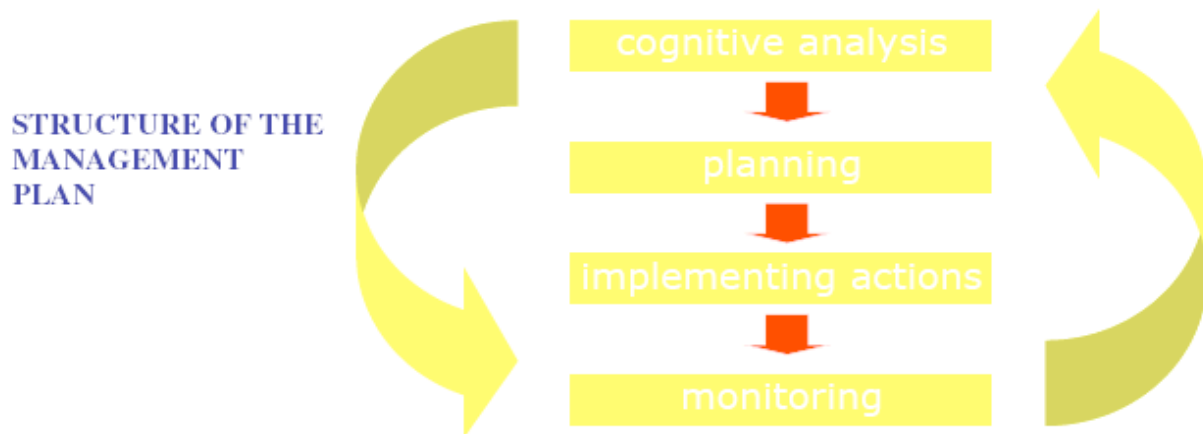 STRUCTURE OF THE
MANAGEMENT
PLAN
cognitive analysis
planning
implementing actions
monitoring